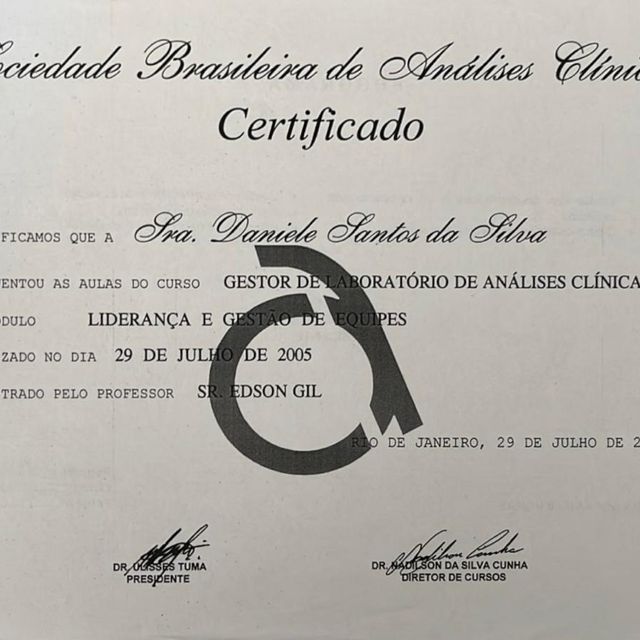 ociedade Brasileira de Análises Clíni
Certificado
FICAMOS QUE A Sra. Daniele Santos da Silva
ENTOU AS AULAS DO CURSO GESTOR DE LABORATÓRIO DE ANÁLISES CLÍNICA
DULO LIDERANÇA E GESTÃO DE EQUIPES
ZADO NO DIA 29 DE JULHO DE 2005
TRADO PELO PROFESSOR SR. EDSON GIL
RIO DE JANEIRO, 29 DE JULHO DE 2
DR. ULISSES TUMA
PRESIDENTE
Nadilson Cunha
DR. NADILSON DA SILVA CUNHA
DIRETOR DE CURSOS